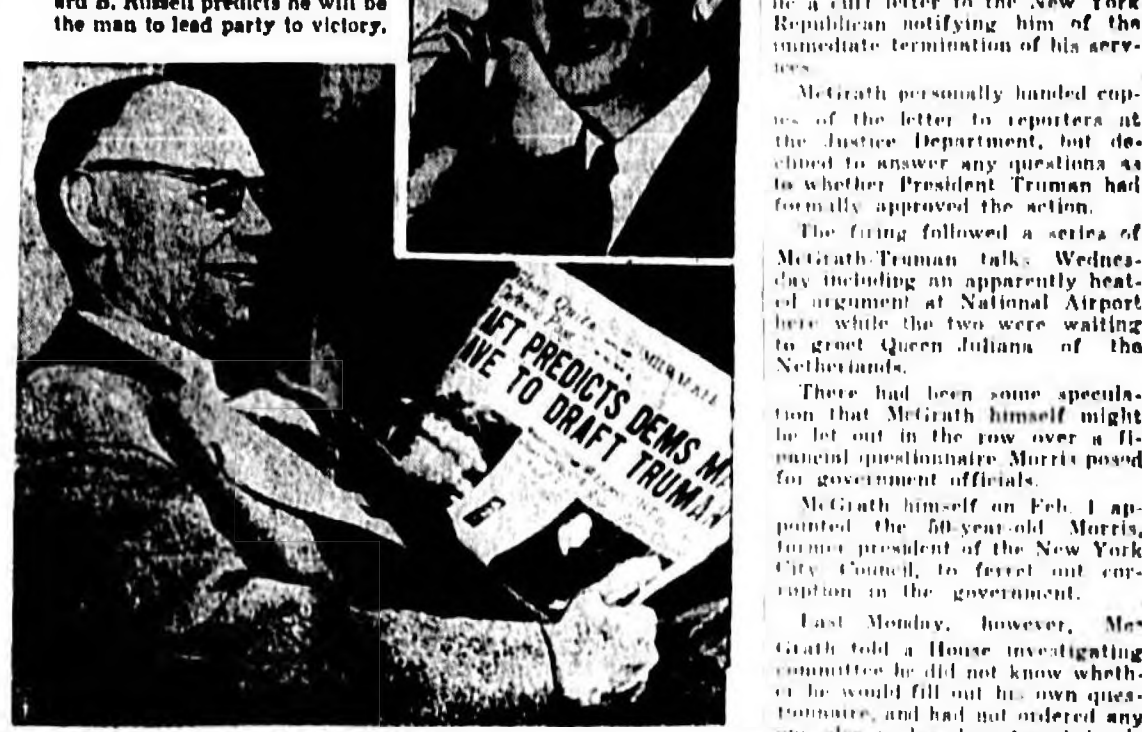 ard B. Russell predicts he will be
the man to lead party to victory.
AFT PREDICTS DEMS M
AVE TO DRAFT TRUMAN
MILWAUKEE
he a curt letter to the New York
Republican notifying him of the
immediate termination of his serv-
ices.
McGrath personally handed cop-
ies of the letter to reporters at
the Justice Department, but de-
clined to answer any questions as
to whether President Truman had
formally approved the action.
The firing followed a series of
McGrath-Truman talks Wednes-
day including an apparently heat-
ed argument at National Airport
here while the two were waiting
to greet Queen Juliana of the
Netherlands.
There had been some specula-
tion that McGrath himself might
be let out in the row over a fi-
nancial questionnaire Morris posed
for government officials.
McGrath himself on Feb. 1 ap-
pointed the 50-year-old Morris,
former president of the New York
City Council, to ferret out cor-
ruption in the government.
Last Monday, however, Mc-
Grath told a House investigating
committee he did not know wheth-
er he would fill out his own ques-
tionnaire, and had not ordered any